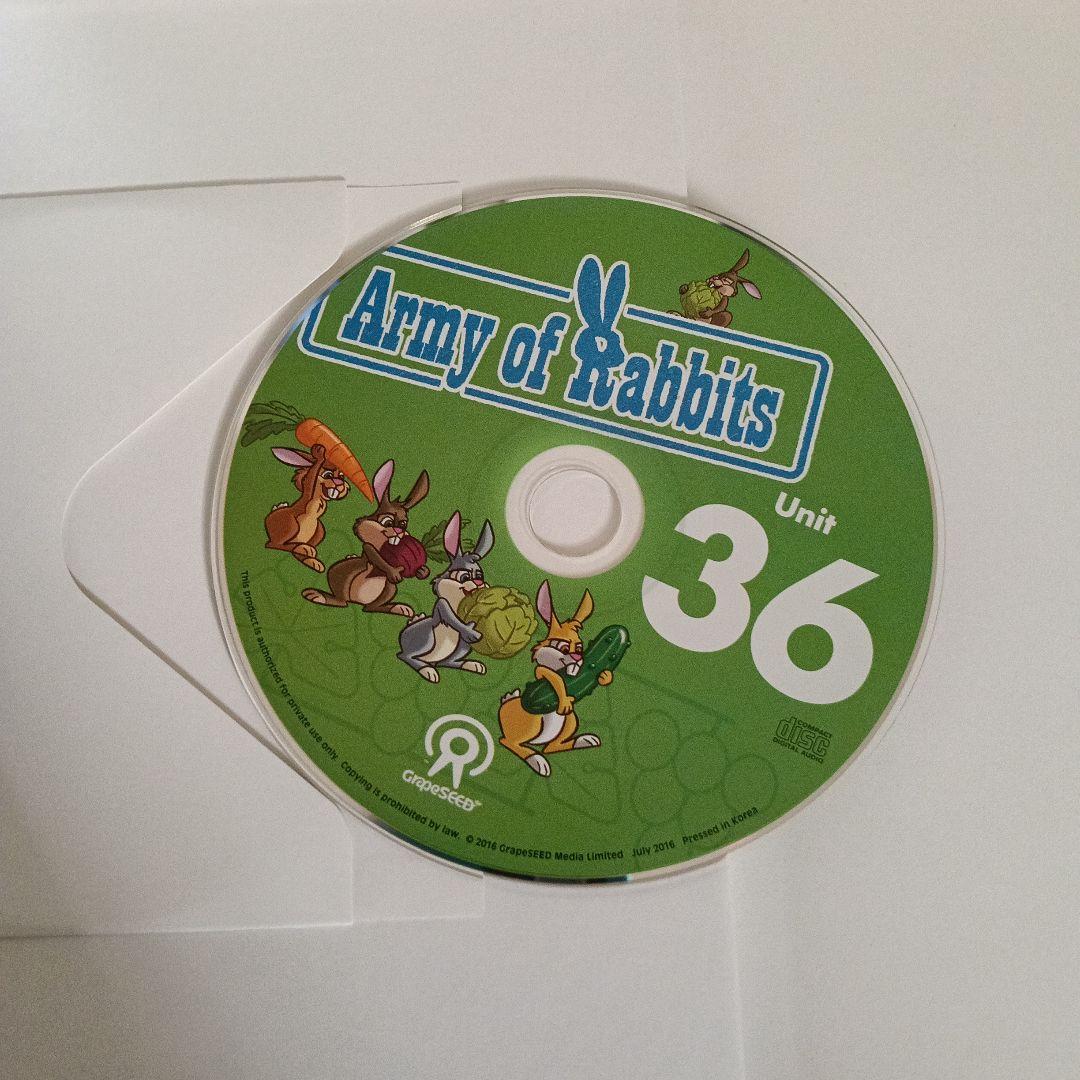 Army of Rabbits
Unit
36
GrapeSEED™
COMPACT
disc
DIGITAL AUDIO
This product is authorized for private use only. Copying is prohibited by law. © 2016 GrapeSEED Media Limited July 2016 Pressed in Korea